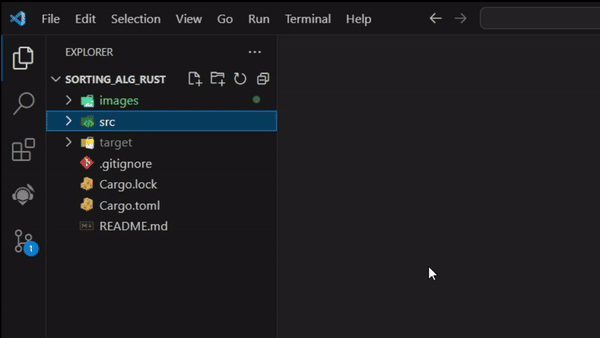 File Edit Selection View Go Cargo Run Terminal Help
EXPLORER
SORTING_ALG_RUST
images
src
target
.gitignore
Cargo.lock
Cargo.toml
README.md
1